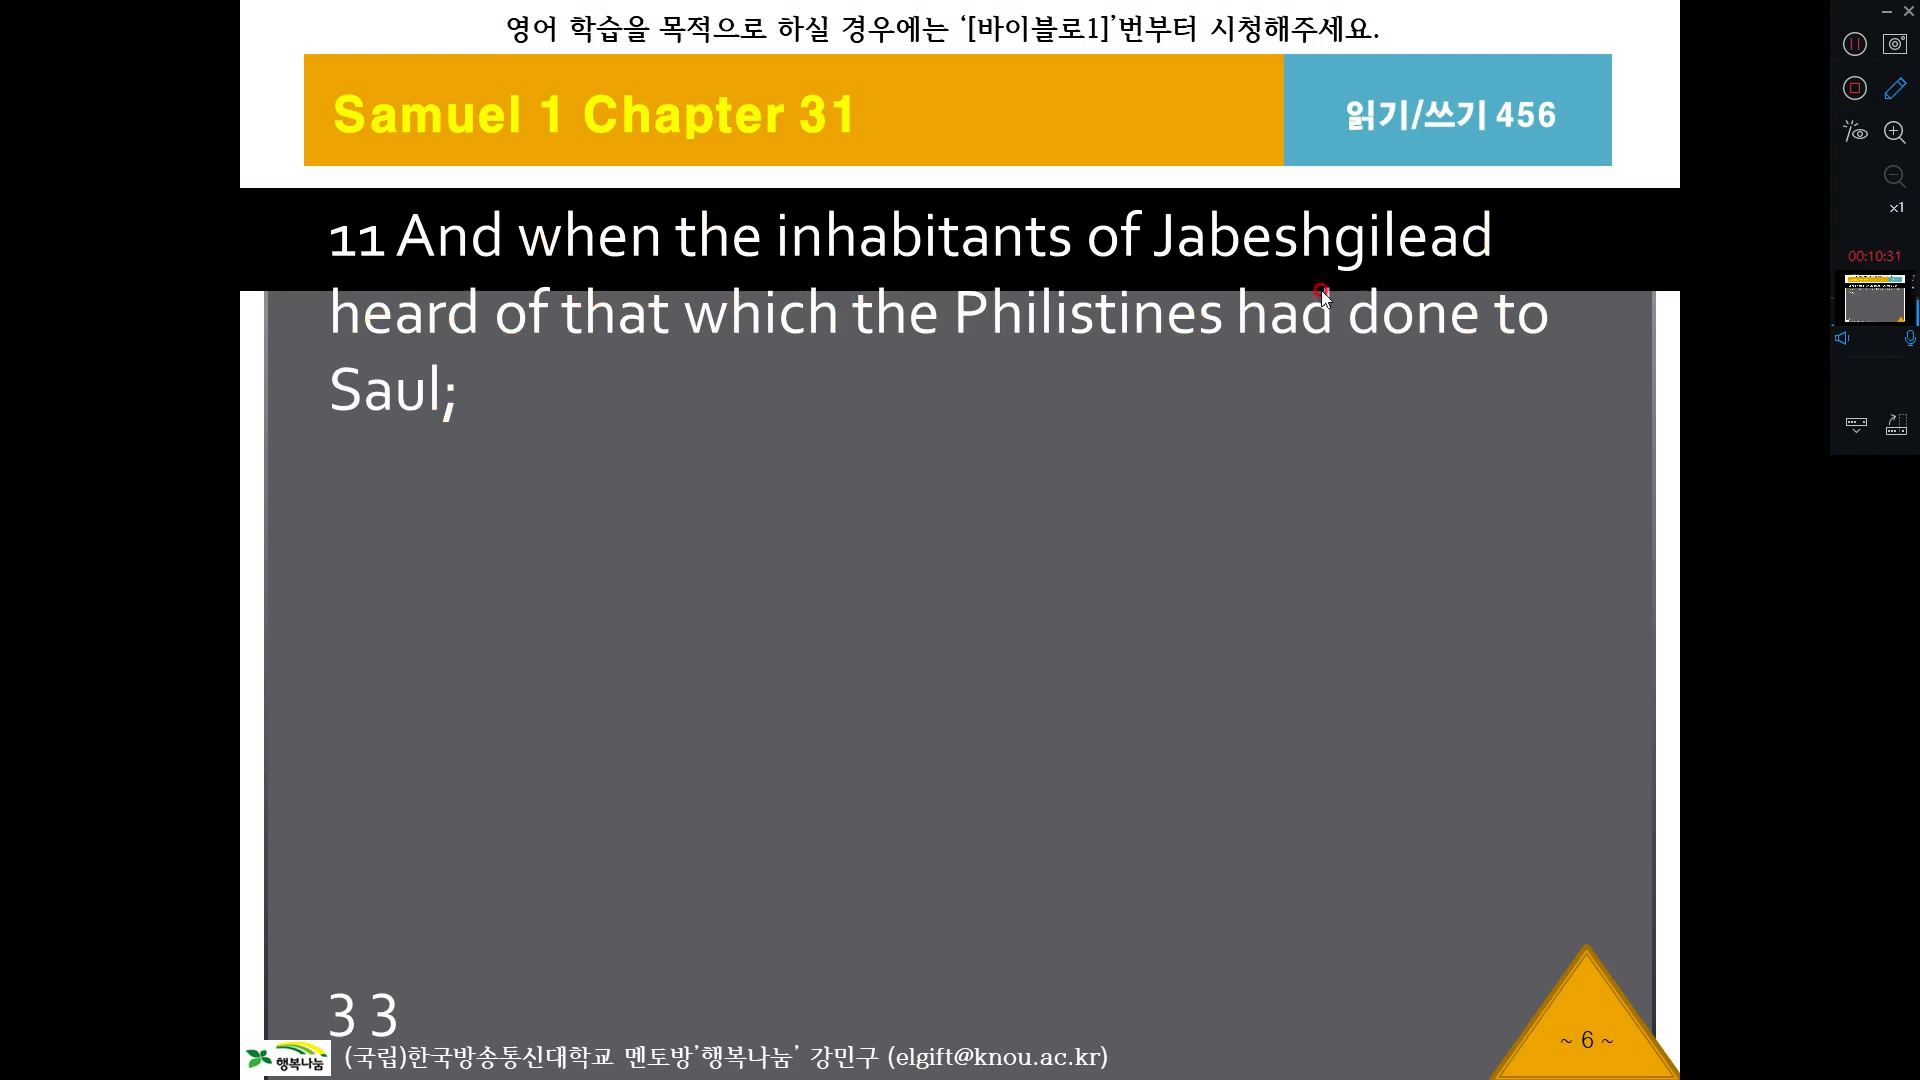 영어 학습을 목적으로 하실 경우에는 ‘[바이블로1]’번부터 시청해주세요.
Samuel 1 Chapter 31
읽기/쓰기 456
11 And when the inhabitants of Jabeshgilead
heard of that which the Philistines had done to
Saul;
3 3
~ 6 ~
행복나눔
(국립)한국방송통신대학교 멘토방’행복나눔’ 강민구 (elgift@knou.ac.kr)
x1
00:10:31